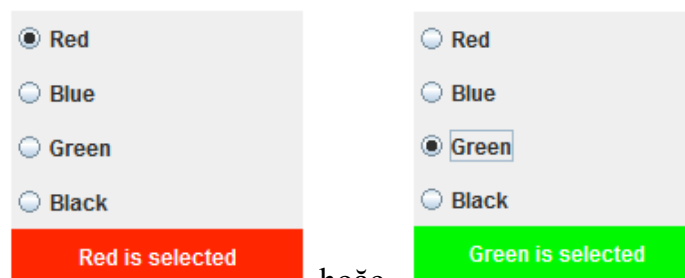 Red
Blue
Green
Black
Red is selected
hoặc
Red
Blue
Green
Black
Green is selected